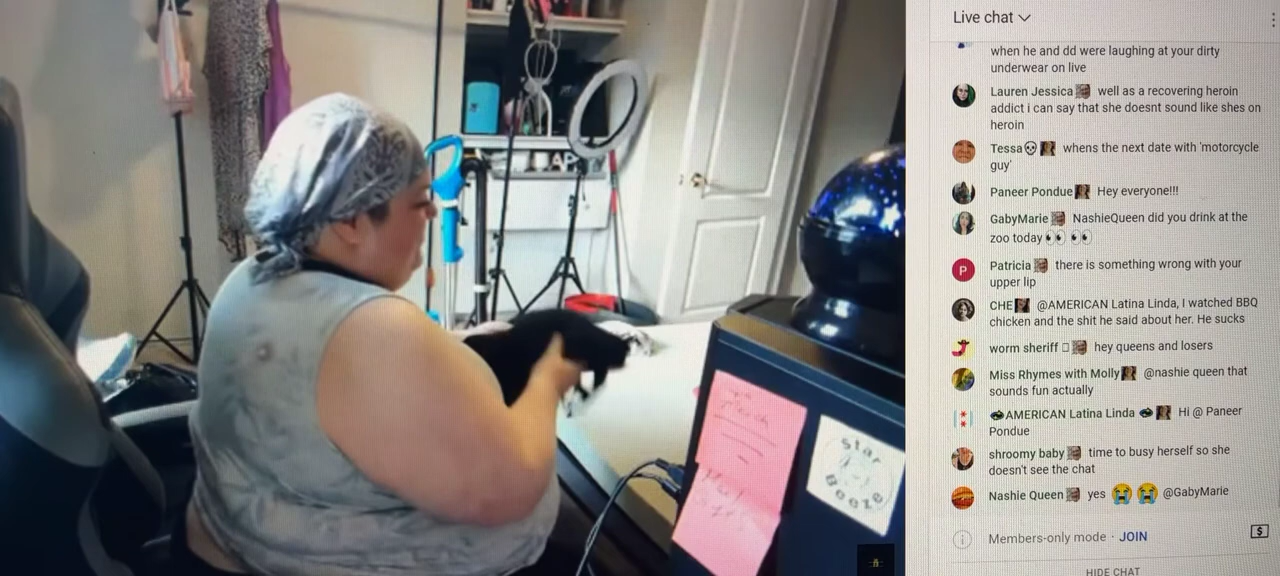 AP
star
Live chat
when he and dd were laughing at your dirty
underwear on live
Lauren Jessica well as a recovering heroin
addict i can say that she doesnt sound like shes on
heroin
Tessa💀 whens the next date with 'motorcycle
guy'
Paneer Pondue Hey everyone!!!
GabyMarie NashieQueen did you drink at the
zoo today👀 👀
P
Patricia there is something wrong with your
upper lip
CHE @AMERICAN Latina Linda, I watched BBQ
chicken and the shit he said about her. He sucks
worm sheriff hey queens and losers
Miss Rhymes with Molly @nashie queen that
sounds fun actually
AMERICAN Latina Linda Hi @ Paneer
Pondue
shroomy baby time to busy herself so she
doesn't see the chat
Nashie Queen yes 😭 😭 @GabyMarie
Members-only mode · JOIN
$
HIDE CHAT